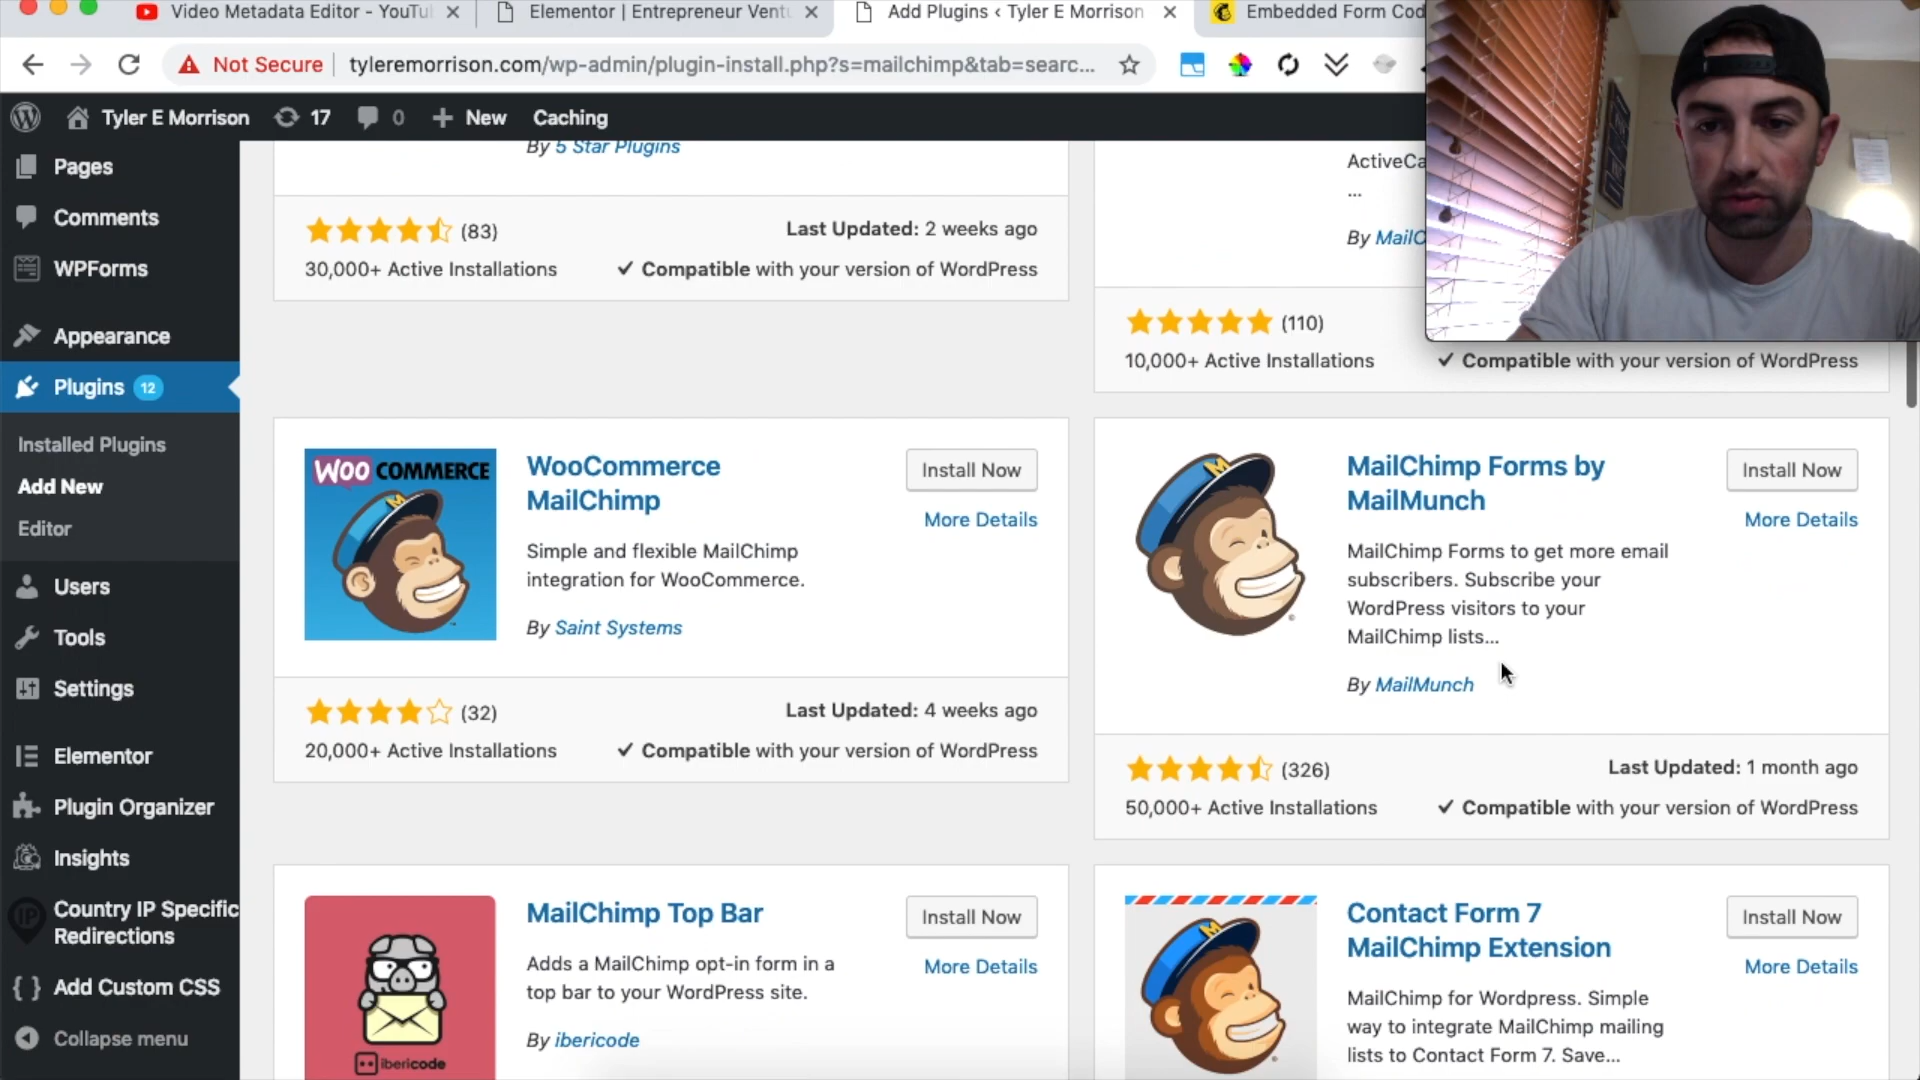 Video Metadata Editor - YouTu
Elementor | Entrepreneur Vent
Add Plugins ‹ Tyler E Morrison
Embedded Form Cod
Not Secure
tyleremorrison.com/wp-admin/plugin-install.php?s=mailchimp&tab=searc...
Tyler E Morrison
17
0
New
Caching
Pages
Comments
WPForms
Appearance
Plugins 12
Installed Plugins
Add New
Editor
Users
Tools
Settings
Elementor
Plugin Organizer
Insights
Country IP Specific
Redirections
Add Custom CSS
Collapse menu
By 5 Star Plugins
(83)
Last Updated: 2 weeks ago
30,000+ Active Installations
Compatible with your version of WordPress
ActiveCa
...
By MailC
(110)
10,000+ Active Installations
Compatible with your version of WordPress
WOO COMMERCE
WooCommerce
MailChimp
Install Now
More Details
Simple and flexible MailChimp
integration for WooCommerce.
By Saint Systems
(32)
Last Updated: 4 weeks ago
20,000+ Active Installations
Compatible with your version of WordPress
MailChimp Forms by
MailMunch
Install Now
More Details
MailChimp Forms to get more email
subscribers. Subscribe your
WordPress visitors to your
MailChimp lists...
By MailMunch
(326)
Last Updated: 1 month ago
50,000+ Active Installations
Compatible with your version of WordPress
ibericode
MailChimp Top Bar
Install Now
More Details
Adds a MailChimp opt-in form in a
top bar to your WordPress site.
By ibericode
Contact Form 7
MailChimp Extension
Install Now
More Details
MailChimp for Wordpress. Simple
way to integrate MailChimp mailing
lists to Contact Form 7. Save...